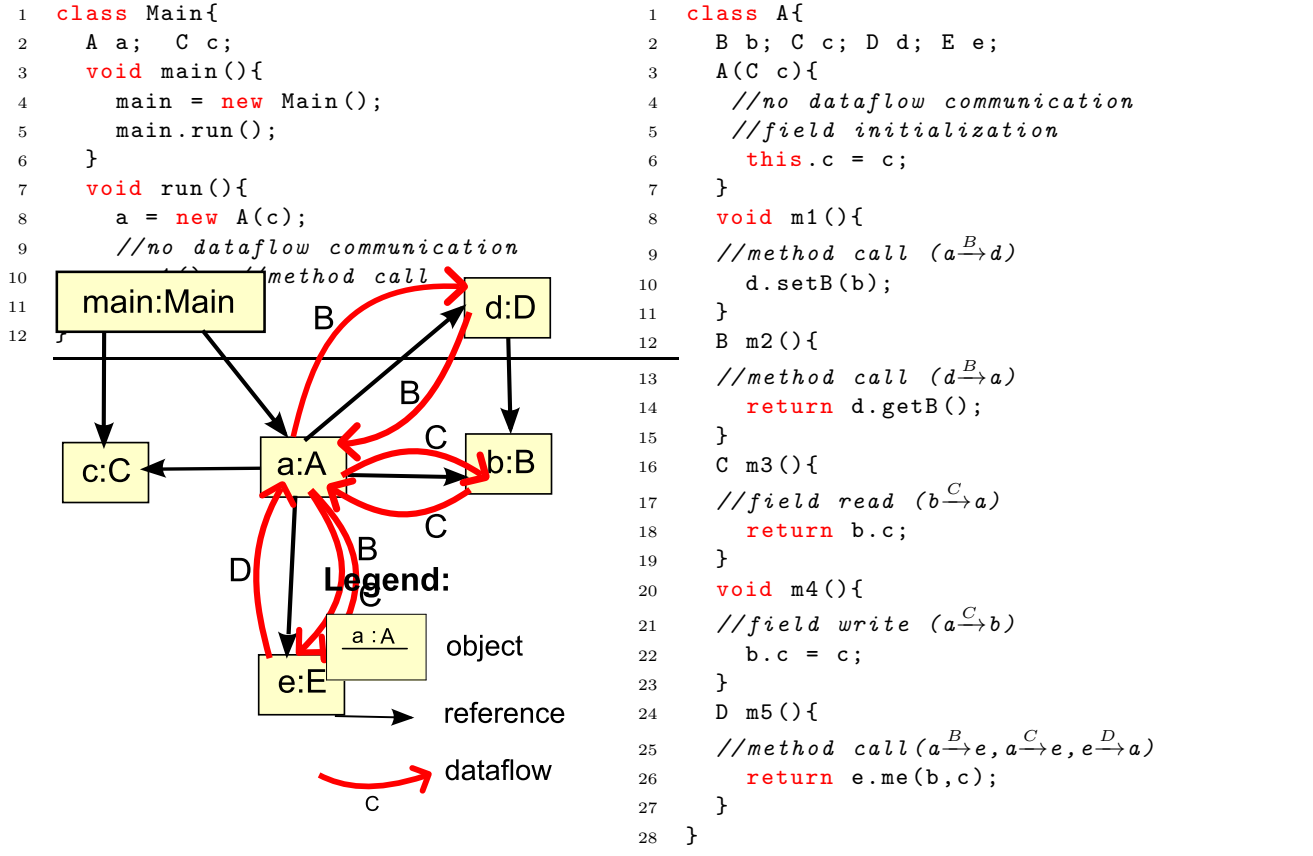 1 class Main{
2 A a; C c;
3 void main(){
4 main = new Main();
5 main.run();
6 }
7 void run(){
8 a = new A(c);
9 //no dataflow communication
10 //method call
11
12 }
main:Main
d:D
B
B
c:C
a:A
b:B
C
C
D
B
C
e:E
Legend:
a :A
object
reference
dataflow
C
1 class A{
2 B b; C c; D d; E e;
3 A(C c){
4 //no dataflow communication
5 //field initialization
6 this.c = c;
7 }
8 void m1(){
9 //method call (a B→ d)
10 d.setB(b);
11 }
12 B m2(){
13 //method call (d B→ a)
14 return d.getB();
15 }
16 C m3(){
17 //field read (b C→ a)
18 return b.c;
19 }
20 void m4(){
21 //field write (a C→ b)
22 b.c = c;
23 }
24 D m5(){
25 //method call(a B→ e, a C→ e, e D→ a)
26 return e.me(b,c);
27 }
28 }